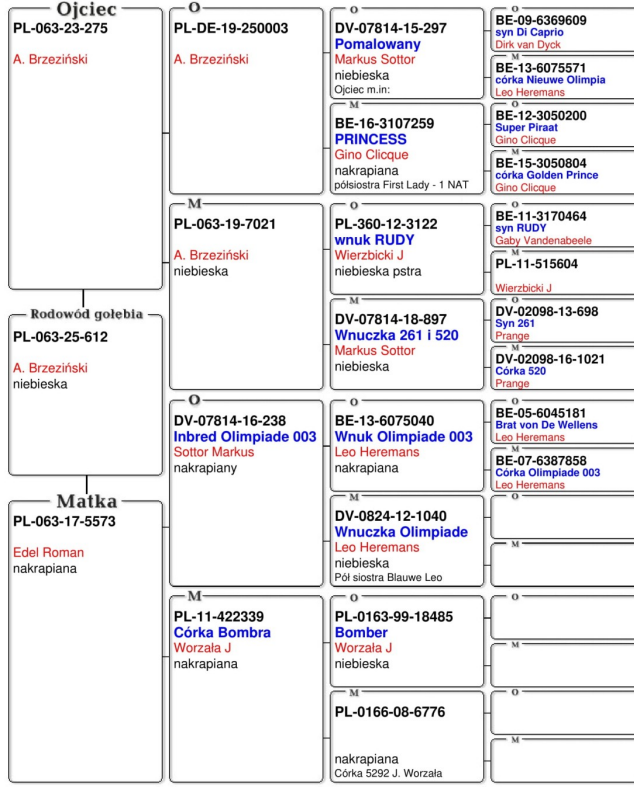 Ojciec
PL-063-23-275
A. Brzeziński
Rodowód gołębia
PL-063-25-612
A. Brzeziński
niebieska
Matka
PL-063-17-5573
Edel Roman
nakrapiana
O
PL-DE-19-250003
A. Brzeziński
M
PL-063-19-7021
A. Brzeziński
niebieska
O
DV-07814-16-238
Inbred Olimpiade 003
Sottor Markus
nakrapiany
M
PL-11-422339
Córka Bombra
Worzała J
nakrapiana
O
DV-07814-15-297
Pomalowany
Markus Sottor
niebieska
Ojciec m.in:
M
BE-16-3107259
PRINCESS
Gino Clicque
nakrapiana
półsiostra First Lady - 1 NAT
O
PL-360-12-3122
wnuk RUDY
Wierzbicki J
niebieska pstra
M
DV-07814-18-897
Wnuczka 261 i 520
Markus Sottor
niebieska
O
BE-13-6075040
Wnuk Olimpiade 003
Leo Heremans
nakrapiana
M
DV-0824-12-1040
Wnuczka Olimpiade
Leo Heremans
niebieska
Pół siostra Blauwe Leo
O
PL-0163-99-18485
Bomber
Worzała J
niebieska
M
PL-0166-08-6776
nakrapiana
Córka 5292 J. Worzała
O
BE-09-6369609
syn Di Caprio
Dirk van Dyck
M
BE-13-6075571
córka Nieuwe Olimpia
Leo Heremans
O
BE-12-3050200
Super Piraat
Gino Clicque
M
BE-15-3050804
córka Golden Prince
Gino Clicque
O
BE-11-3170464
syn RUDY
Gaby Vandenabeele
M
PL-11-515604
Wierzbicki J
O
DV-02098-13-698
Syn 261
Prange
M
DV-02098-16-1021
Córka 520
Prange
O
BE-05-6045181
Brat von De Wellens
Leo Heremans
M
BE-07-6387858
Córka Olimpiade 003
Leo Heremans
O
M
O
M
O
M